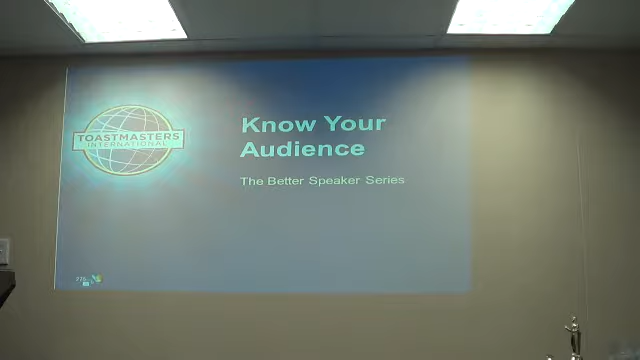 TOASTMASTERS
INTERNATIONAL
Know Your
Audience
The Better Speaker Series